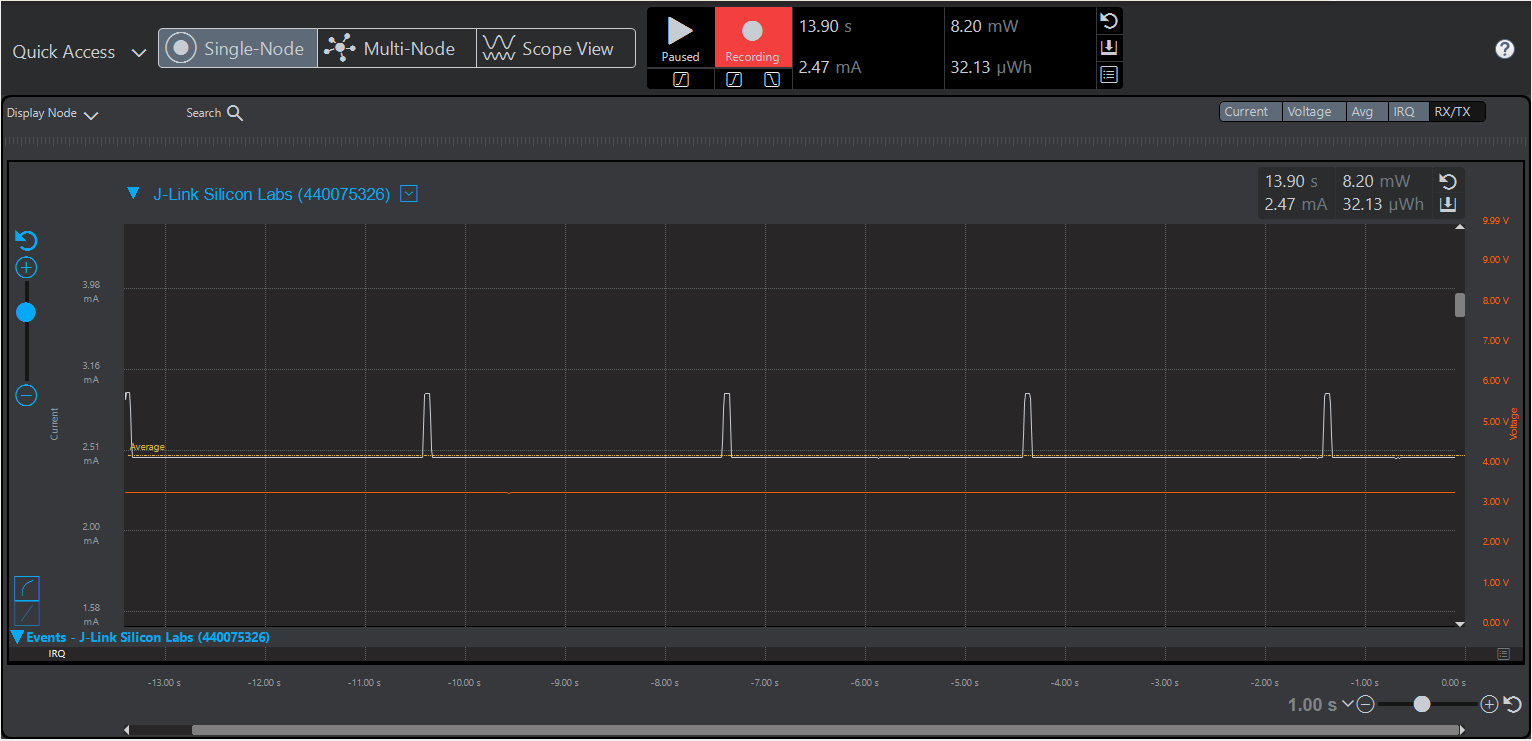 Quick Access
Single-Node
Multi-Node
Scope View
Paused
Recording
13.90 s
8.20 mW
2.47 mA
32.13 µWh
Display Node
Search
Current
Voltage
Avg
IRQ
RX/TX
J-Link Silicon Labs (440075326)
13.90 s
8.20 mW
2.47 mA
32.13 µWh
3.98
mA
3.16
mA
2.51
mA
2.00
mA
1.58
mA
Current
Average
9.99 V
9.00 V
8.00 V
7.00 V
6.00 V
5.00 V
4.00 V
3.00 V
2.00 V
1.00 V
0.00 V
Voltage
Events - J-Link Silicon Labs (440075326)
IRQ
-13.00 s
-12.00 s
-11.00 s
-10.00 s
-9.00 s
-8.00 s
-7.00 s
-6.00 s
-5.00 s
-4.00 s
-3.00 s
-2.00 s
-1.00 s
0.00 s
1.00 s